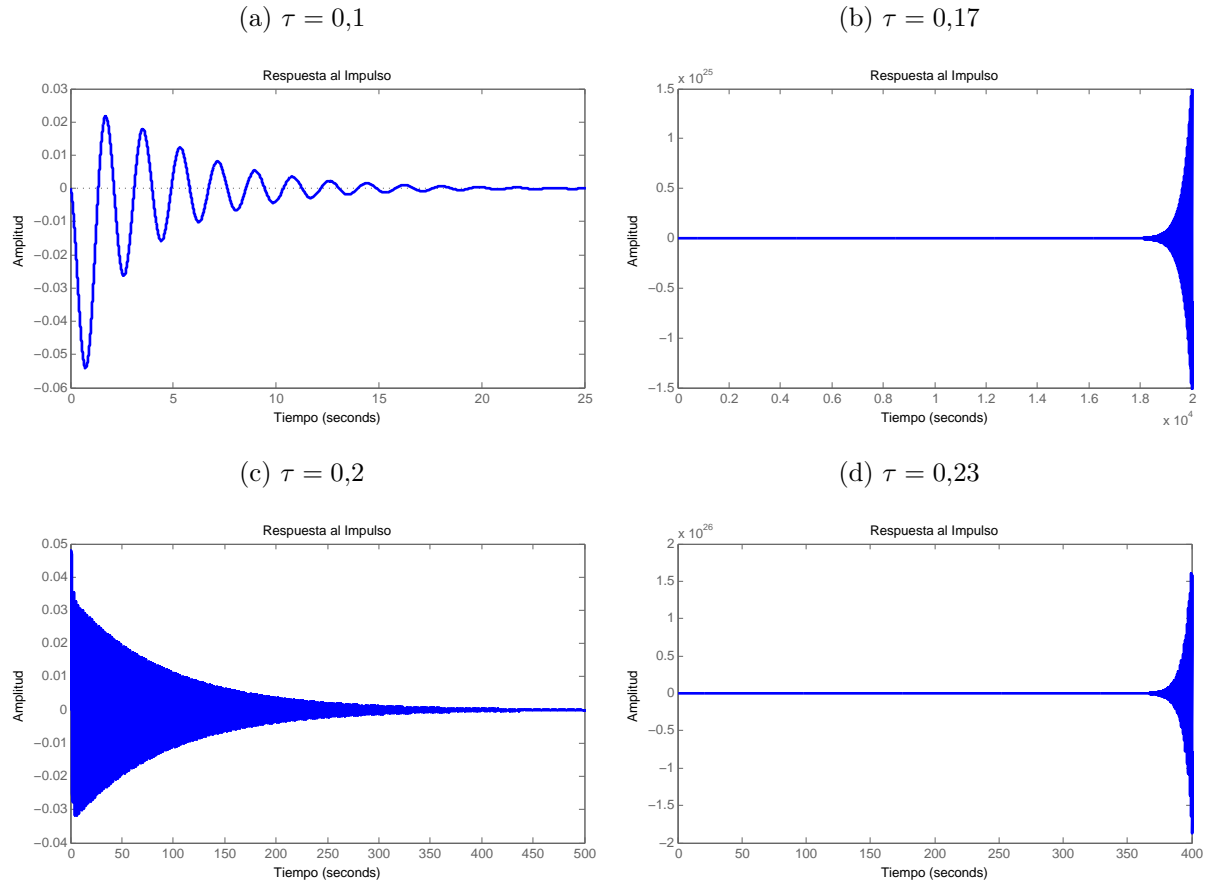 (a) τ = 0,1
Respuesta al Impulso
0.03
0.02
0.01
0
−0.01
−0.02
−0.03
−0.04
−0.05
−0.06
Amplitud
0 5 10 15 20 25
Tiempo (seconds)
(b) τ = 0,17
x 10^25
Respuesta al Impulso
1.5
1
0.5
0
−0.5
−1
−1.5
Amplitud
0 0.2 0.4 0.6 0.8 1 1.2 1.4 1.6 1.8 2
x 10^4
Tiempo (seconds)
(c) τ = 0,2
Respuesta al Impulso
0.05
0.04
0.03
0.02
0.01
0
−0.01
−0.02
−0.03
−0.04
Amplitud
0 50 100 150 200 250 300 350 400 450 500
Tiempo (seconds)
(d) τ = 0,23
x 10^26
Respuesta al Impulso
2
1.5
1
0.5
0
−0.5
−1
−1.5
−2
Amplitud
0 50 100 150 200 250 300 350 400
Tiempo (seconds)